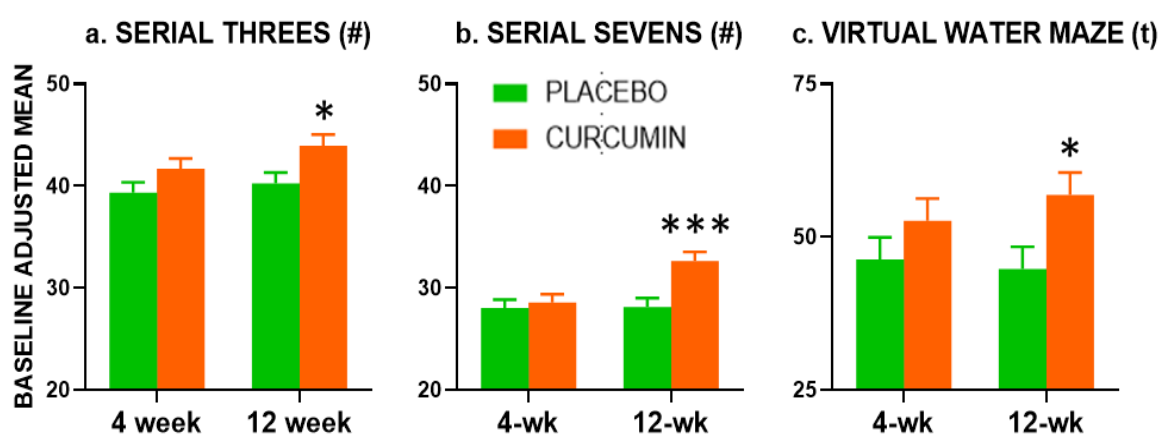 a. SERIAL THREES (#)
b. SERIAL SEVENS (#)
c. VIRTUAL WATER MAZE (t)
BASELINE ADJUSTED MEAN
50
40
30
20
*
4 week
12 week
50
40
30
20
PLACEBO
CURCUMIN
***
4-wk
12-wk
75
50
25
*
4-wk
12-wk